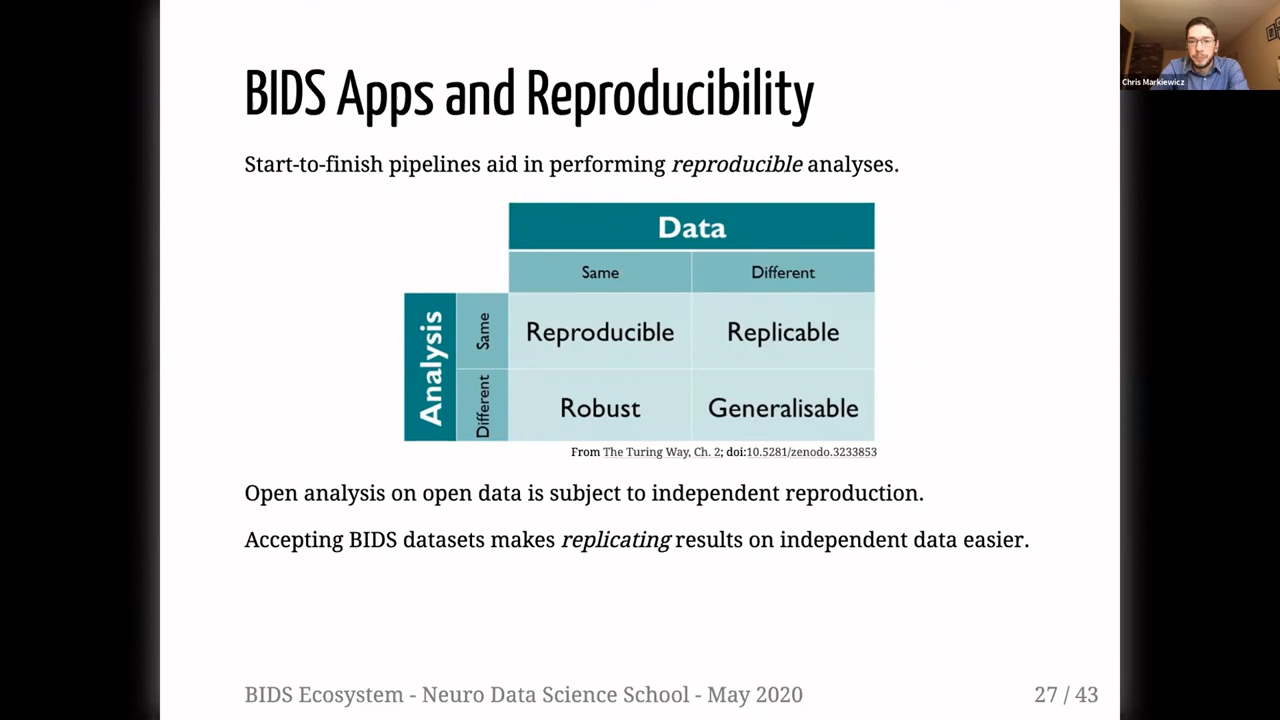 BIDS Apps and Reproducibility
Chris Markiewicz
Start-to-finish pipelines aid in performing reproducible analyses.
Data
Same Different
Analysis
Same Reproducible Replicable
Different Robust Generalisable
From The Turing Way, Ch. 2; doi:10.5281/zenodo.3233853
Open analysis on open data is subject to independent reproduction.
Accepting BIDS datasets makes replicating results on independent data easier.
BIDS Ecosystem - Neuro Data Science School - May 2020
27 / 43